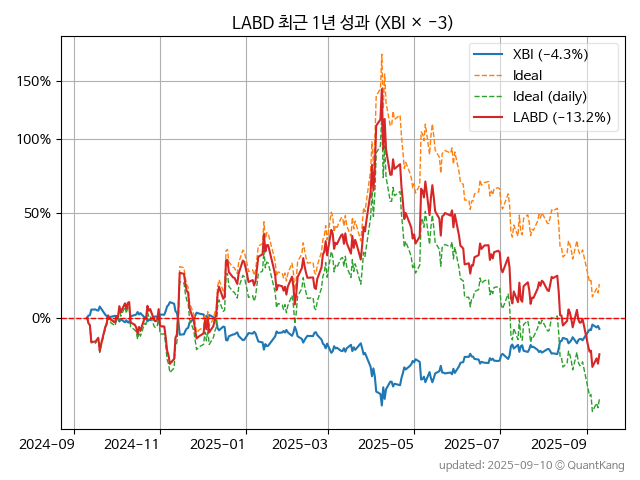 LABD 최근 1년 성과 (XBI × −3)
XBI (−4.3%)
Ideal
Ideal (daily)
LABD (−13.2%)
150%
100%
50%
0%
2024-09 2024-11 2025-01 2025-03 2025-05 2025-07 2025-09
updated: 2025-09-10 © QuantKang